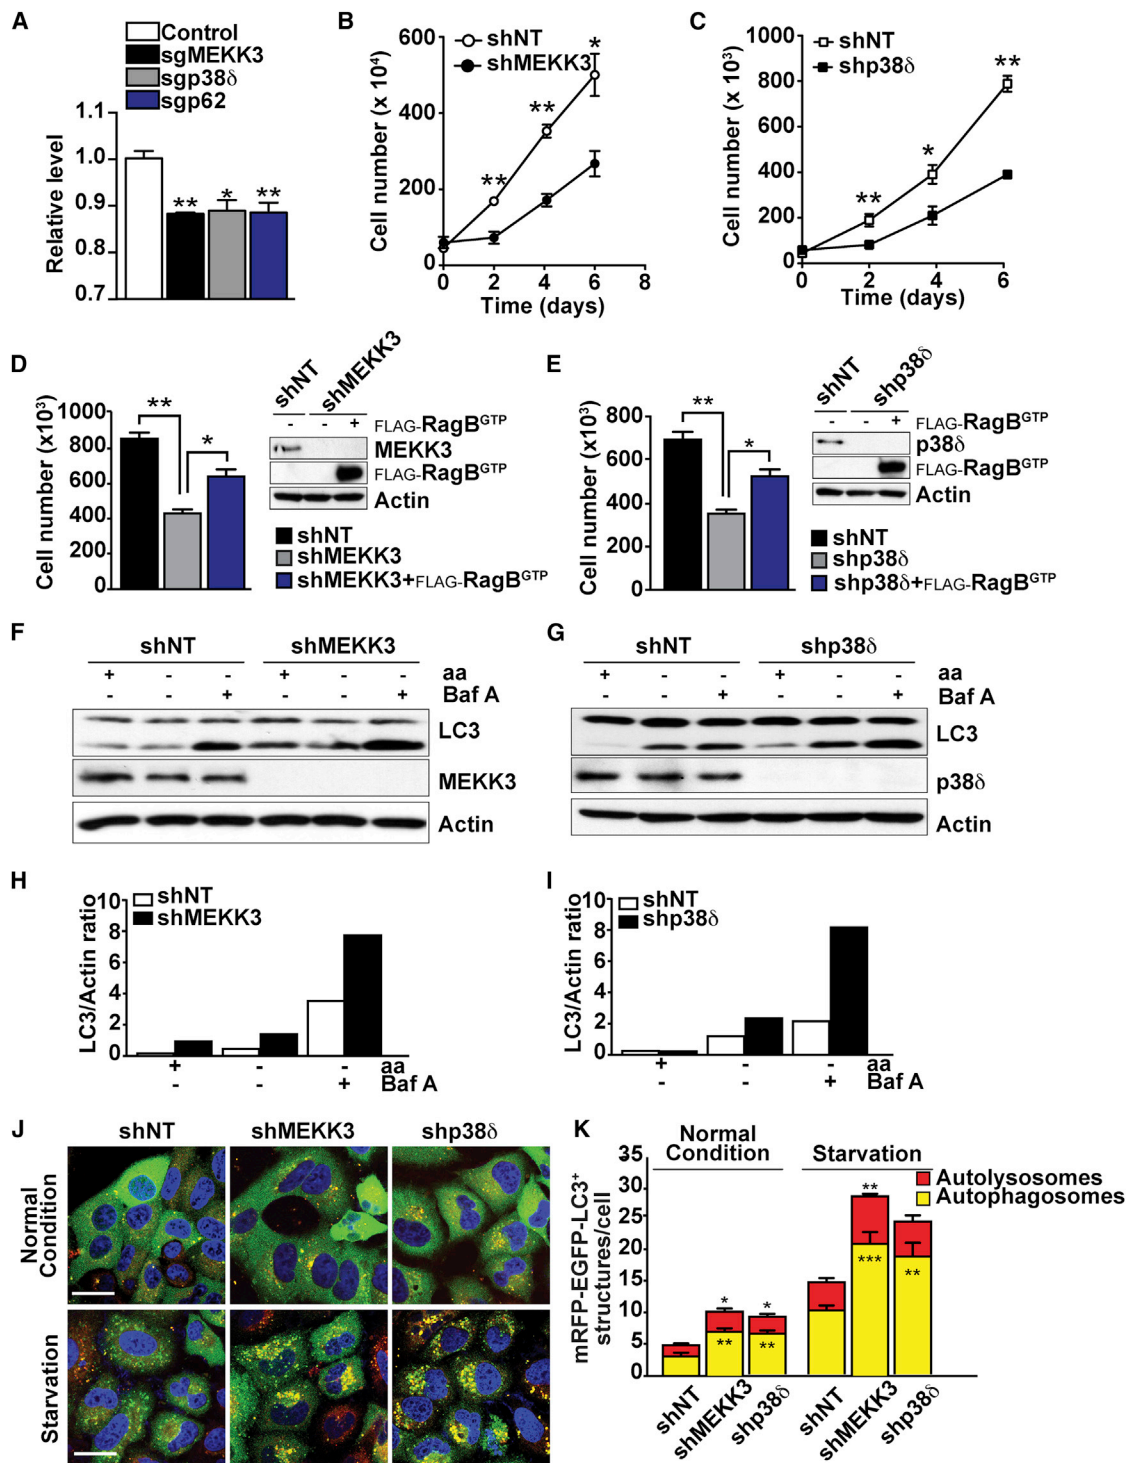 A
Control
sgMEKK3
sgp38δ
sgp62
Relative level
1.1
1.0
0.9
0.8
0.7
** * **
B
shNT
shMEKK3
Cell number (x 10⁴)
600
400
200
0
** ** *
0 2 4 6 8
Time (days)
C
shNT
shp38δ
Cell number (x 10³)
1000
800
600
400
200
0
** * **
0 2 4 6
Time (days)
D
Cell number (x10³)
1000
800
600
400
200
0
** *
shNT shMEKK3
- - + FLAG-RagBᴳᵀᴾ
MEKK3
FLAG-RagBᴳᵀᴾ
Actin
shNT
shMEKK3
shMEKK3+FLAG-RagBᴳᵀᴾ
E
Cell number (x10³)
800
600
400
600
0
** *
shNT shp38δ
- - + FLAG-RagBᴳᵀᴾ
p38δ
FLAG-RagBᴳᵀᴾ
Actin
shNT
shp38δ
shp38δ+FLAG-RagBᴳᵀᴾ
F
shNT shMEKK3
+ - - + - - aa
- - + - - + Baf A
LC3
MEKK3
Actin
G
shNT shp38δ
+ - - + - - aa
- - + - - + Baf A
LC3
p38δ
Actin
H
shNT
shMEKK3
LC3/Actin ratio
10
8
6
4
2
0
+ - - aa
- - + Baf A
I
shNT
shp38δ
LC3/Actin ratio
10
8
6
4
2
0
+ - - aa
- - + Baf A
J
shNT shMEKK3 shp38δ
Normal
Condition
Starvation
K
Normal
Condition
Starvation
Autolysosomes
Autophagosomes
mRFP-EGFP-LC3⁺
structures/cell
35
30
25
20
15
10
5
0
* * **
** ** *** **
shNT shMEKK3 shp38δ shNT shMEKK3 shp38δ